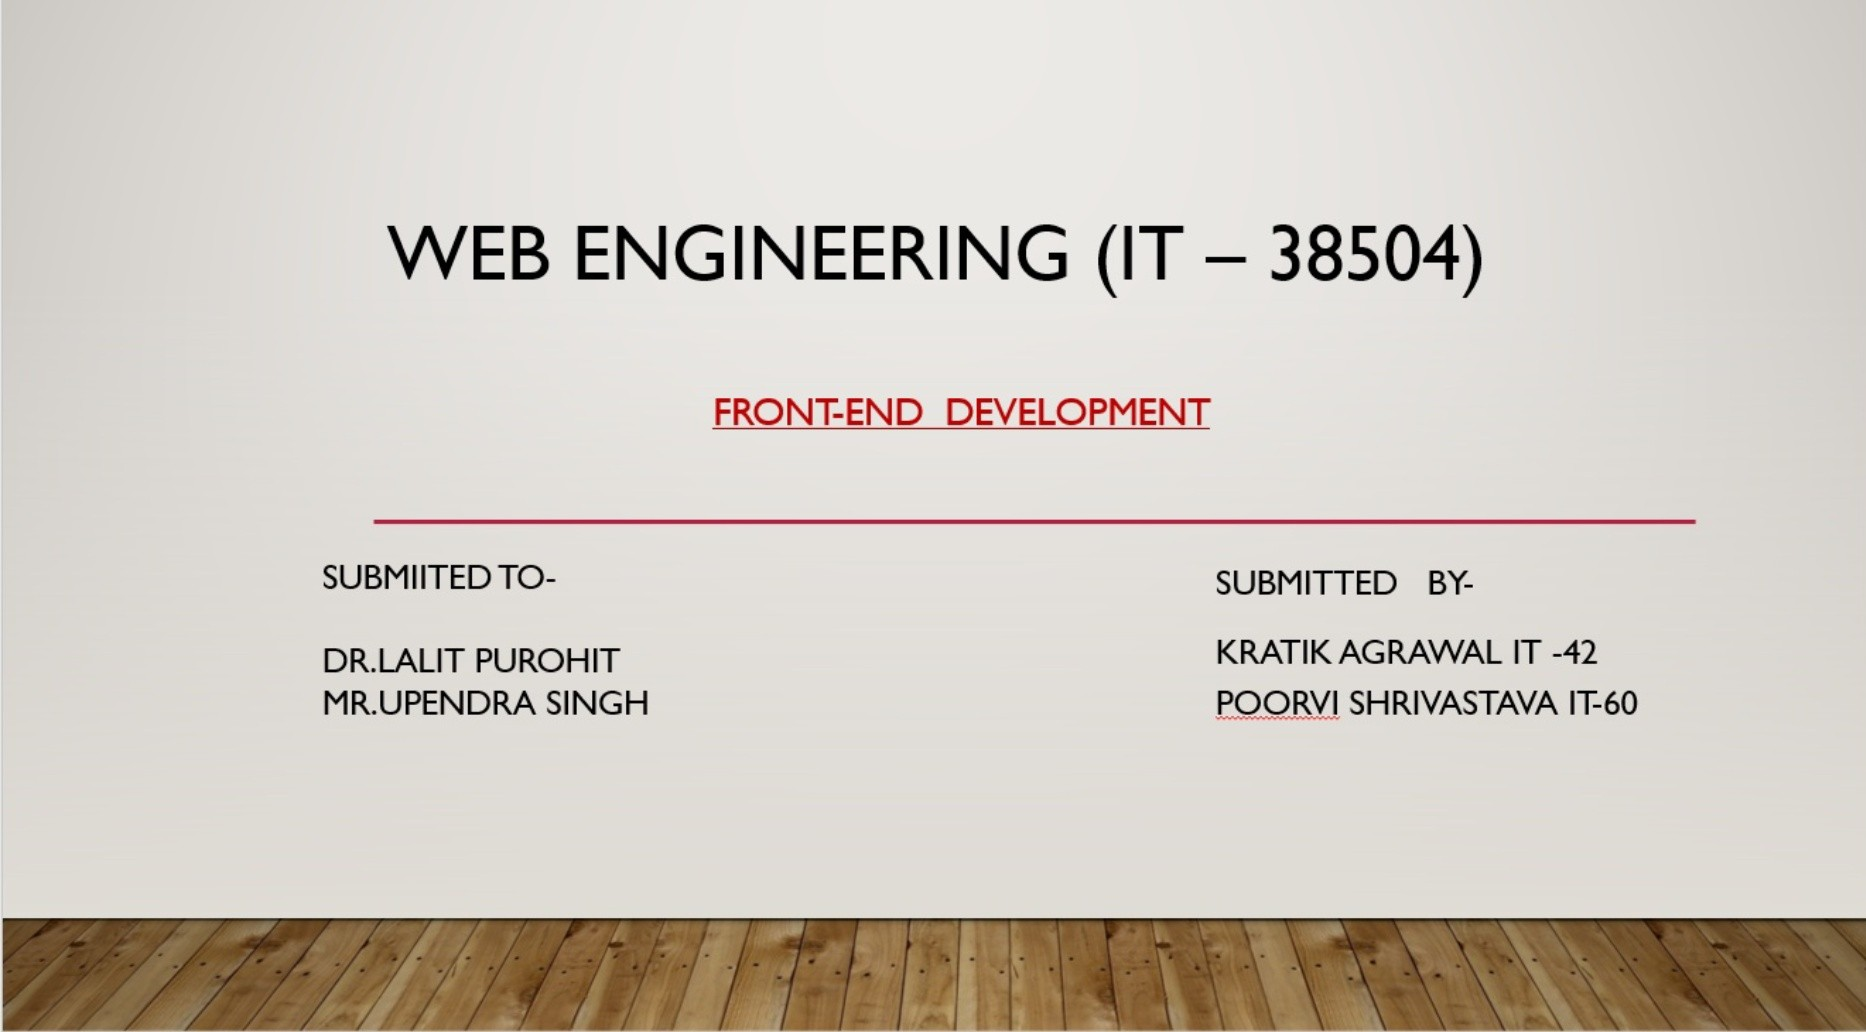 WEB ENGINEERING (IT – 38504)
FRONT-END DEVELOPMENT
SUBMIITED TO-
DR.LALIT PUROHIT
MR.UPENDRA SINGH
SUBMITTED BY-
KRATIK AGRAWAL IT -42
POORVI SHRIVASTAVA IT-60